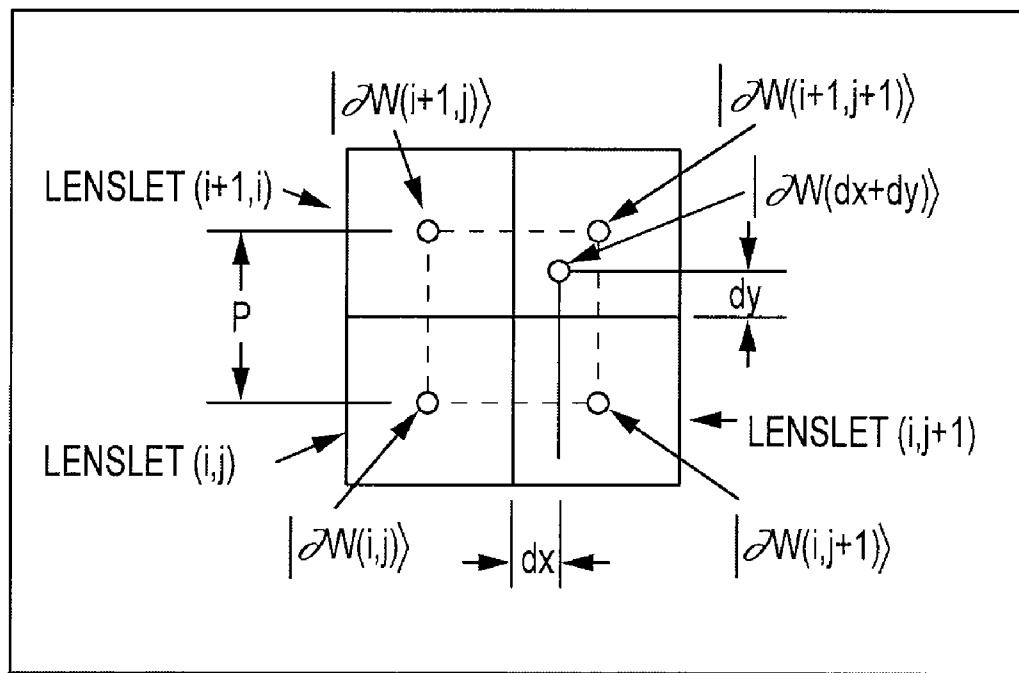 |∂W(i+1,j)⟩
|∂W(i+1,j+1)⟩
LENSLET (i+1,i)
|∂W(dx+dy)⟩
P
dy
LENSLET (i,j)
LENSLET (i,j+1)
|∂W(i,j)⟩
dx
|∂W(i,j+1)⟩